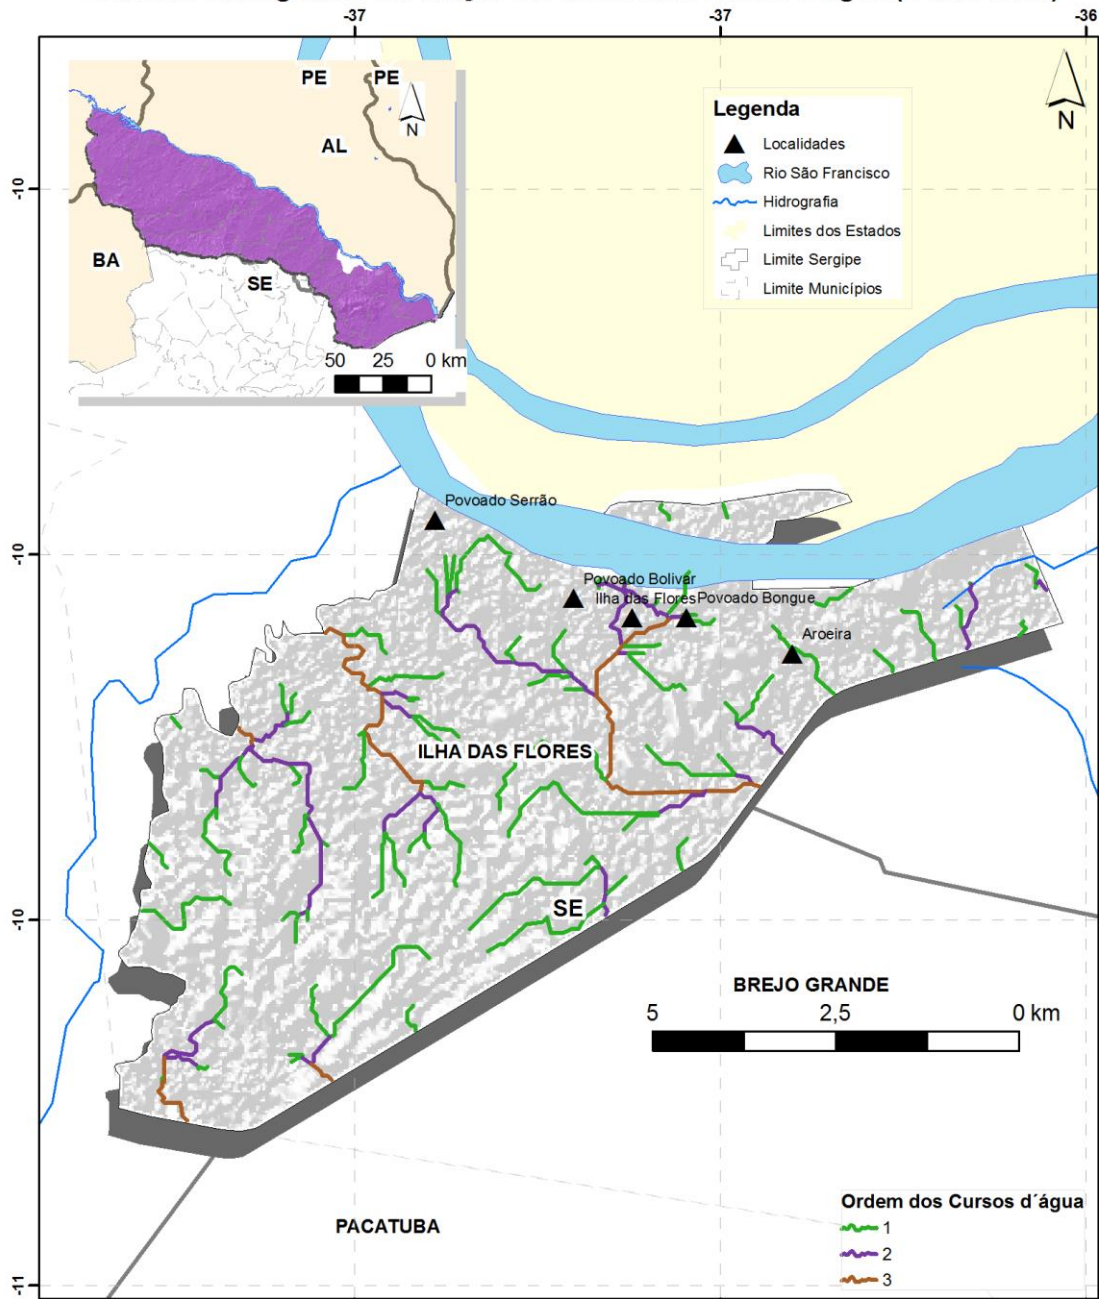 -37
-37
-36
PE
PE
N
AL
BA
SE
50 25 0 km
N
Legenda
Localidades
Rio São Francisco
Hidrografia
Limites dos Estados
Limite Sergipe
Limite Municípios
-10
-10
-10
-11
Povoado Serrão
Povoado Bolivar
Ilha das Flores
Povoado Bongue
Aroeira
ILHA DAS FLORES
SE
BREJO GRANDE
5 2,5 0 km
PACATUBA
Ordem dos Cursos d´água
1
2
3